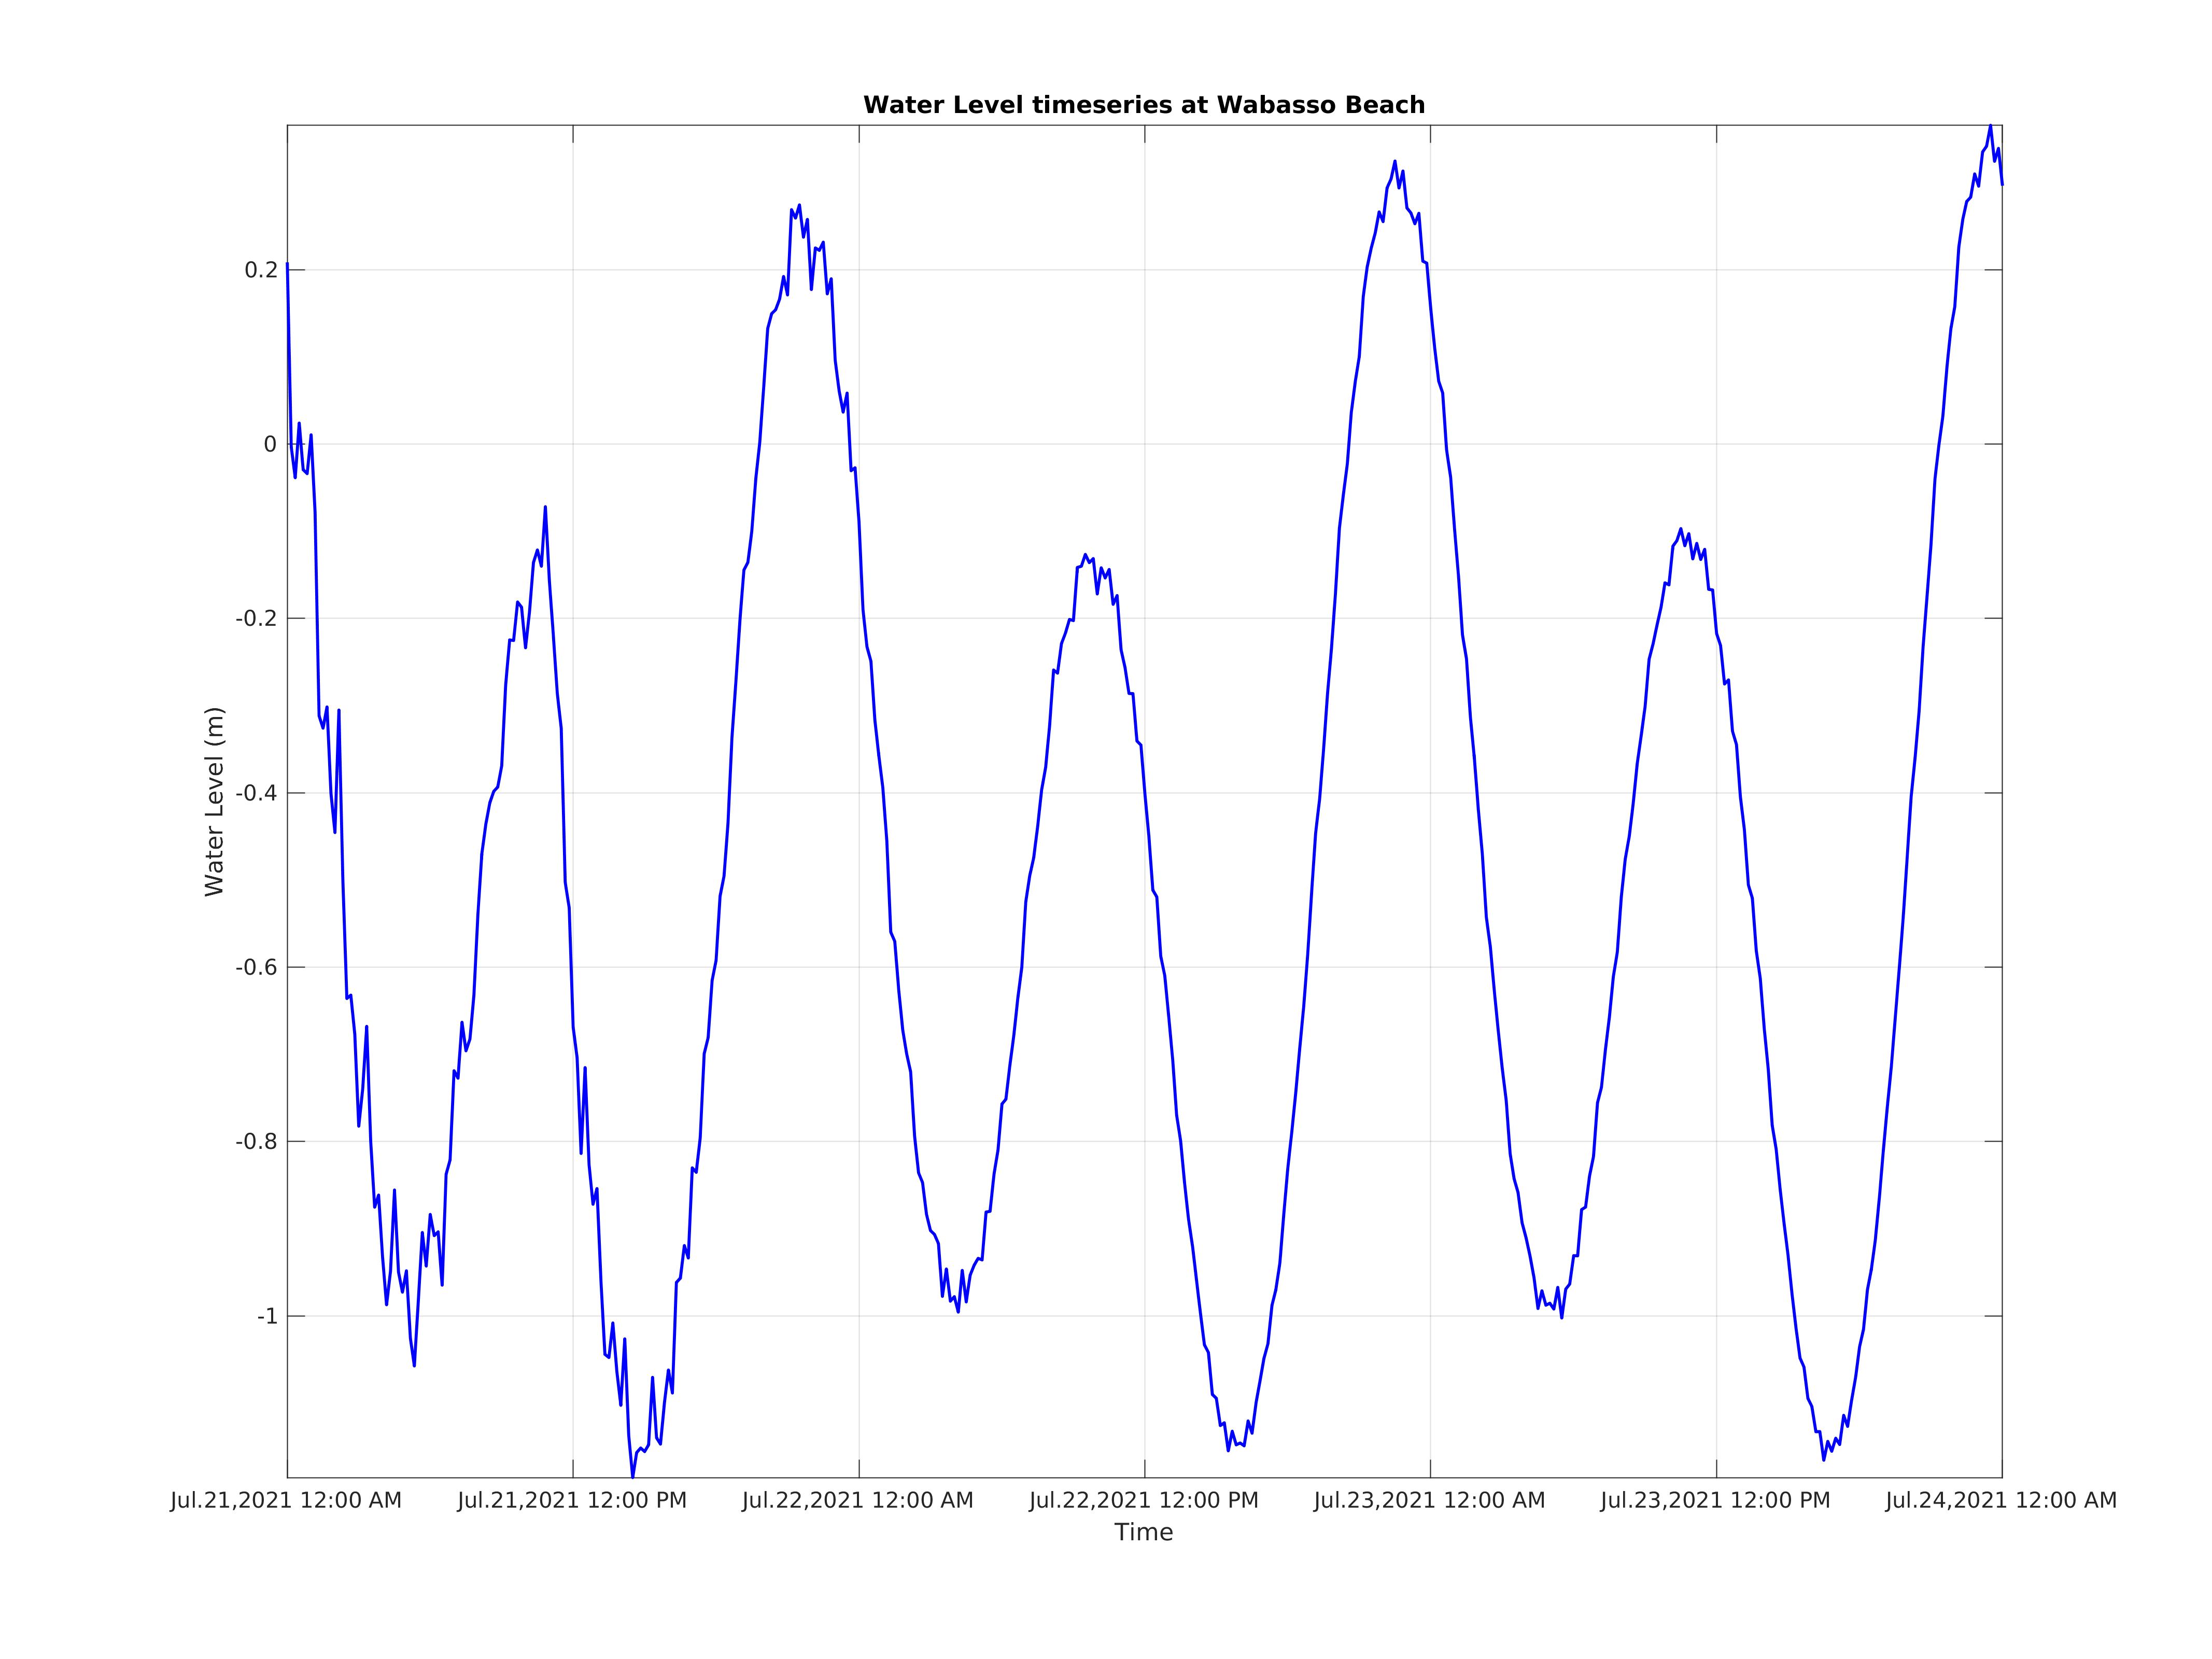 Water Level timeseries at Wabasso Beach
0.2
0
-0.2
-0.4
-0.6
-0.8
-1
Water Level (m)
Jul.21,2021 12:00 AM
Jul.21,2021 12:00 PM
Jul.22,2021 12:00 AM
Jul.22,2021 12:00 PM
Jul.23,2021 12:00 AM
Jul.23,2021 12:00 PM
Jul.24,2021 12:00 AM
Time